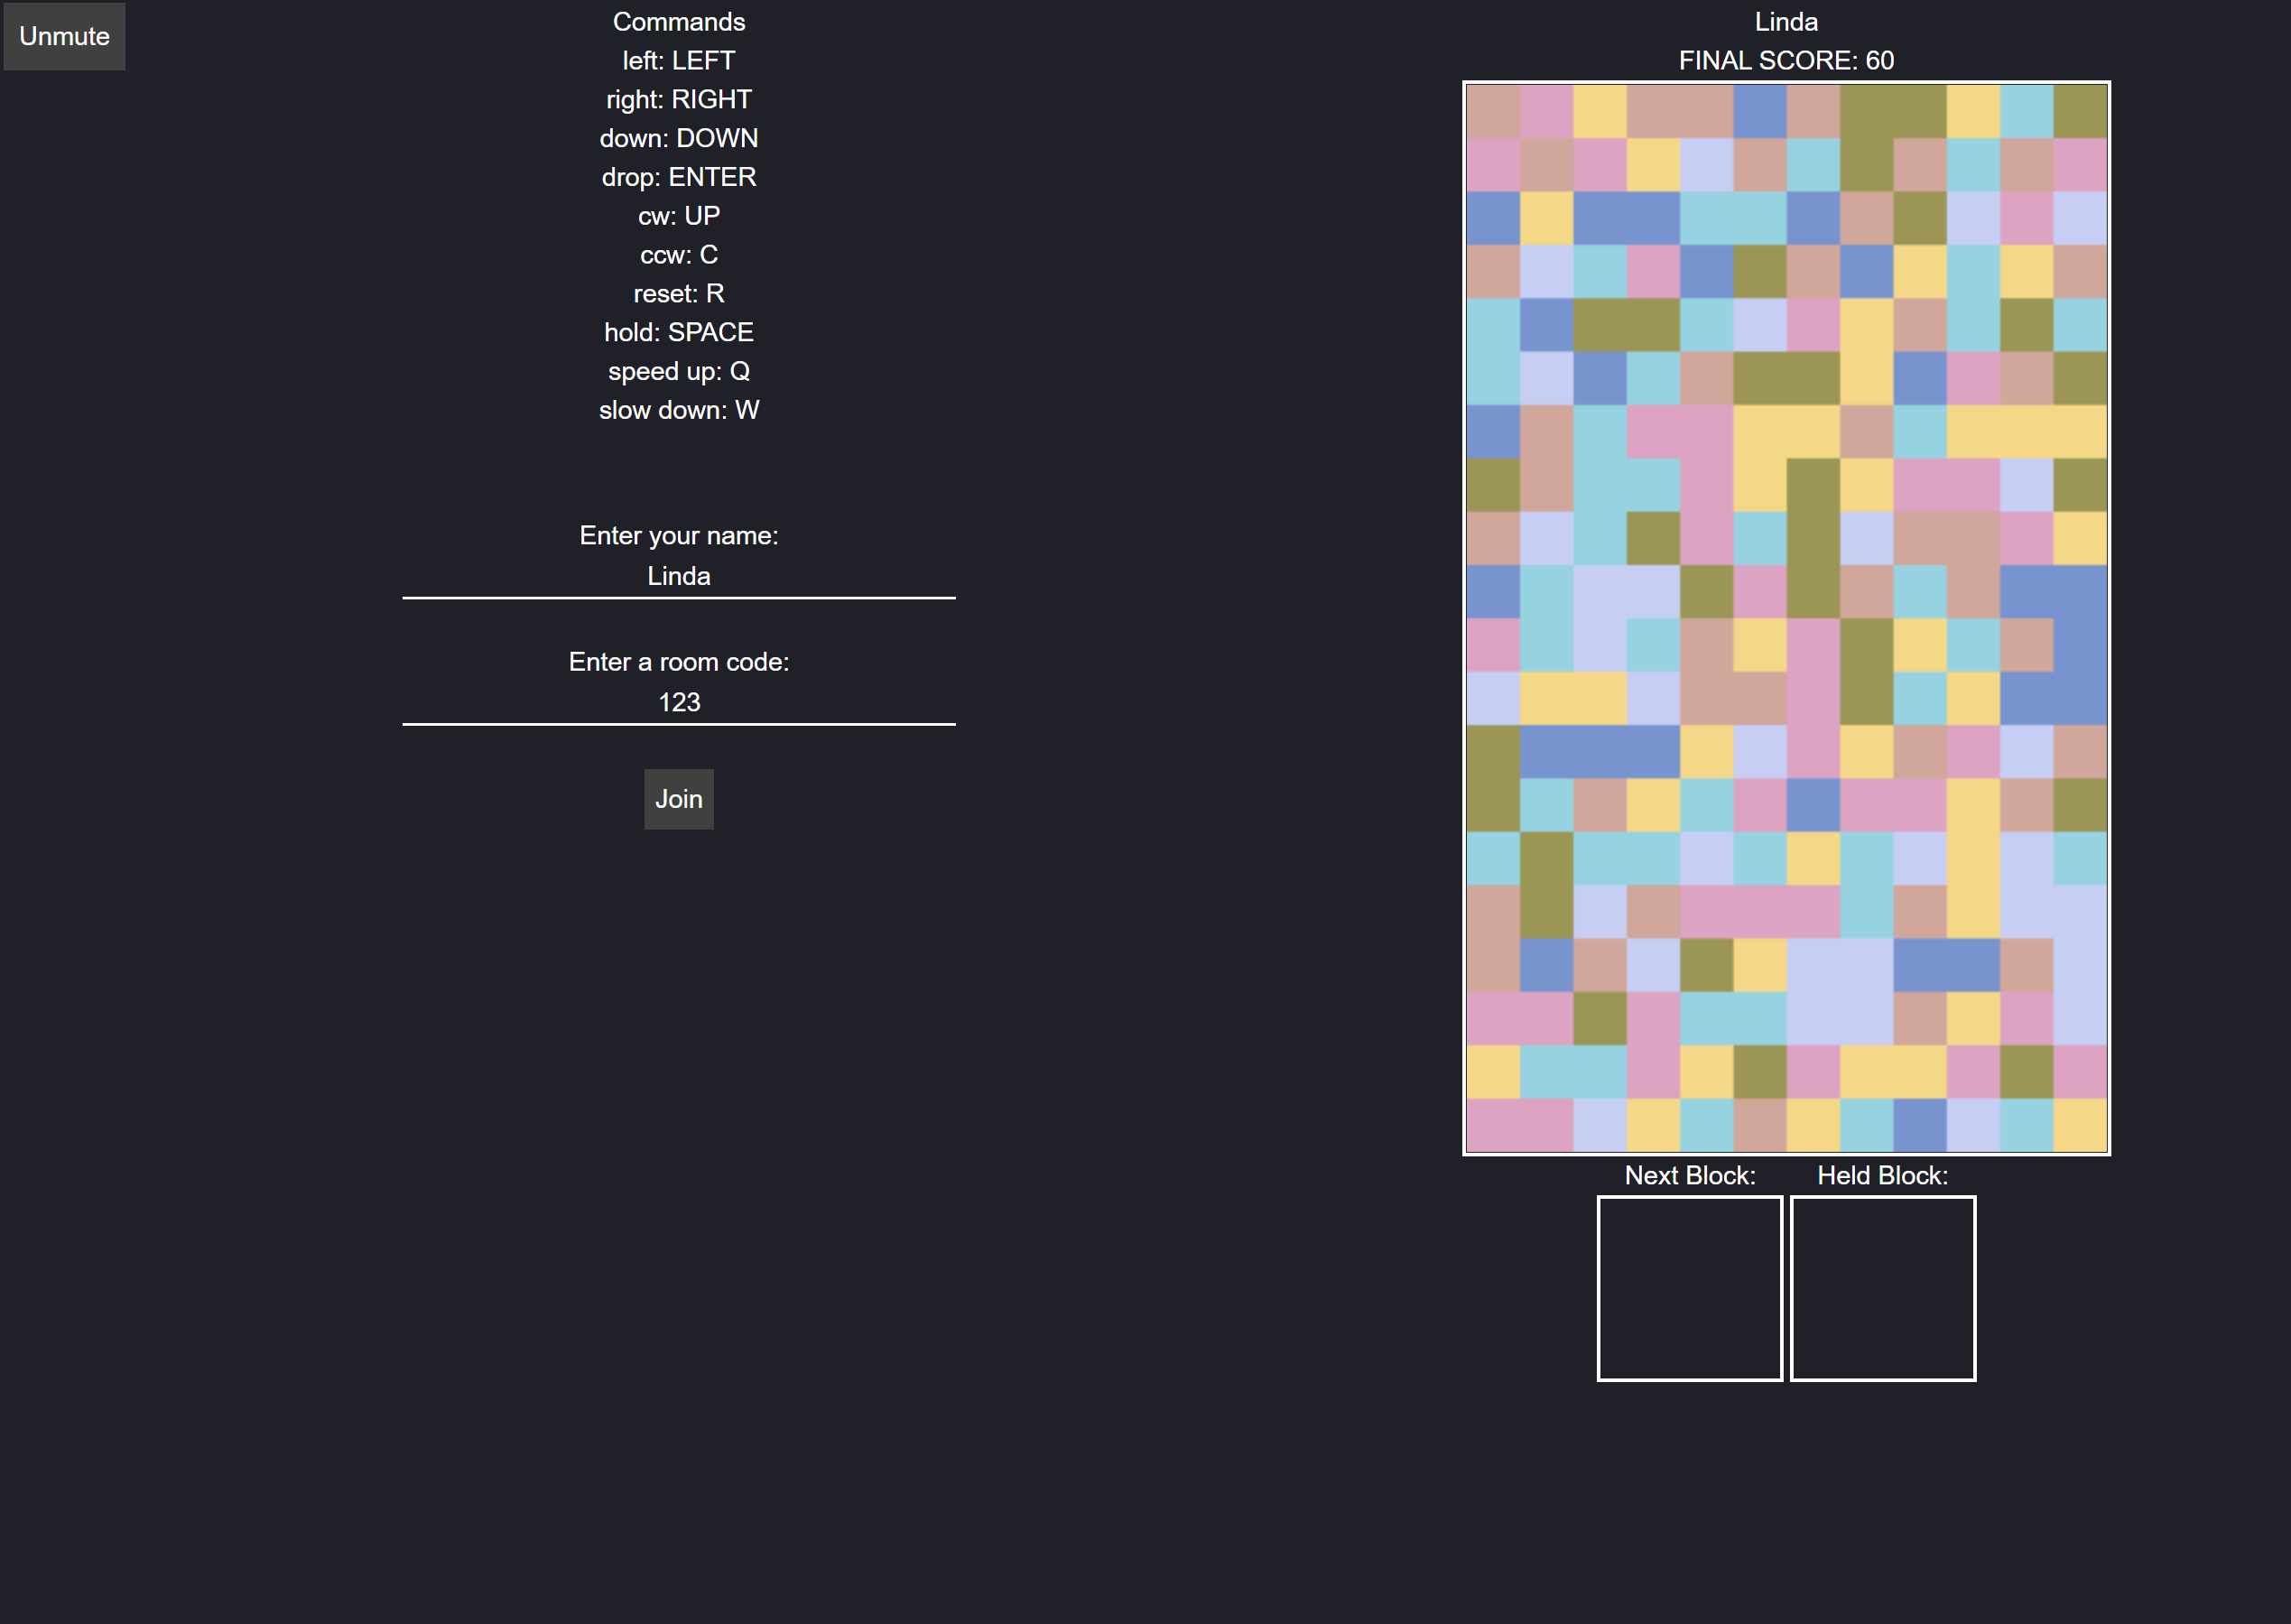 Unmute
Commands
left: LEFT
right: RIGHT
down: DOWN
drop: ENTER
cw: UP
ccw: C
reset: R
hold: SPACE
speed up: Q
slow down: W
Enter your name:
Linda
Enter a room code:
123
Join
Linda
FINAL SCORE: 60
Next Block:
Held Block: